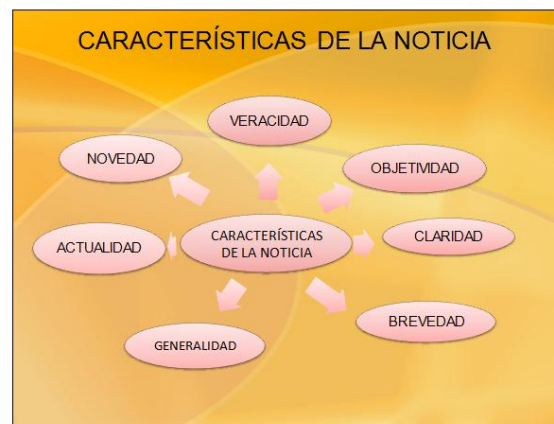 CARACTERÍSTICAS DE LA NOTICIA
VERACIDAD
NOVEDAD
OBJETIVIDAD
ACTUALIDAD
CARACTERÍSTICAS
DE LA NOTICIA
CLARIDAD
GENERALIDAD
BREVEDAD